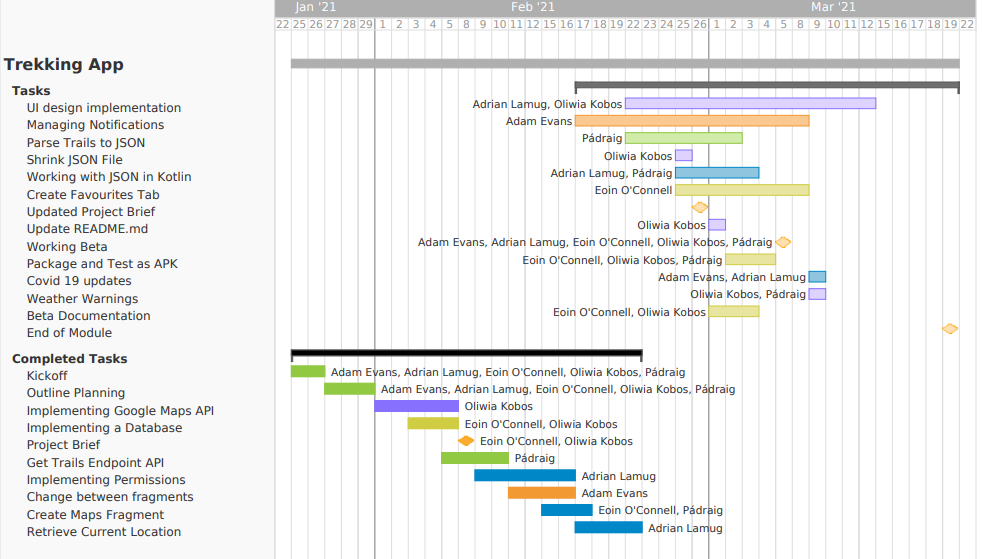 Jan '21 Feb '21 Mar '21
22 25 26 27 28 29 1 2 3 4 5 8 9 10 11 12 15 16 17 18 19 22 23 24 25 26 1 2 3 4 5 8 9 10 11 12 15 16 17 18 19 22
Trekking App
Tasks
UI design implementation Adrian Lamug, Oliwia Kobos
Managing Notifications Adam Evans
Parse Trails to JSON Pádraig
Shrink JSON File Oliwia Kobos
Working with JSON in Kotlin Adrian Lamug, Pádraig
Create Favourites Tab Eoin O'Connell
Updated Project Brief
Update README.md Oliwia Kobos
Working Beta Adam Evans, Adrian Lamug, Eoin O'Connell, Oliwia Kobos, Pádraig
Package and Test as APK Eoin O'Connell, Oliwia Kobos, Pádraig
Covid 19 updates Adam Evans, Adrian Lamug
Weather Warnings Oliwia Kobos, Pádraig
Beta Documentation Eoin O'Connell, Oliwia Kobos
End of Module
Completed Tasks
Kickoff Adam Evans, Adrian Lamug, Eoin O'Connell, Oliwia Kobos, Pádraig
Outline Planning Adam Evans, Adrian Lamug, Eoin O'Connell, Oliwia Kobos, Pádraig
Implementing Google Maps API Oliwia Kobos
Implementing a Database Eoin O'Connell, Oliwia Kobos
Project Brief Eoin O'Connell, Oliwia Kobos
Get Trails Endpoint API Pádraig
Implementing Permissions Adrian Lamug
Change between fragments Adam Evans
Create Maps Fragment Eoin O'Connell, Pádraig
Retrieve Current Location Adrian Lamug